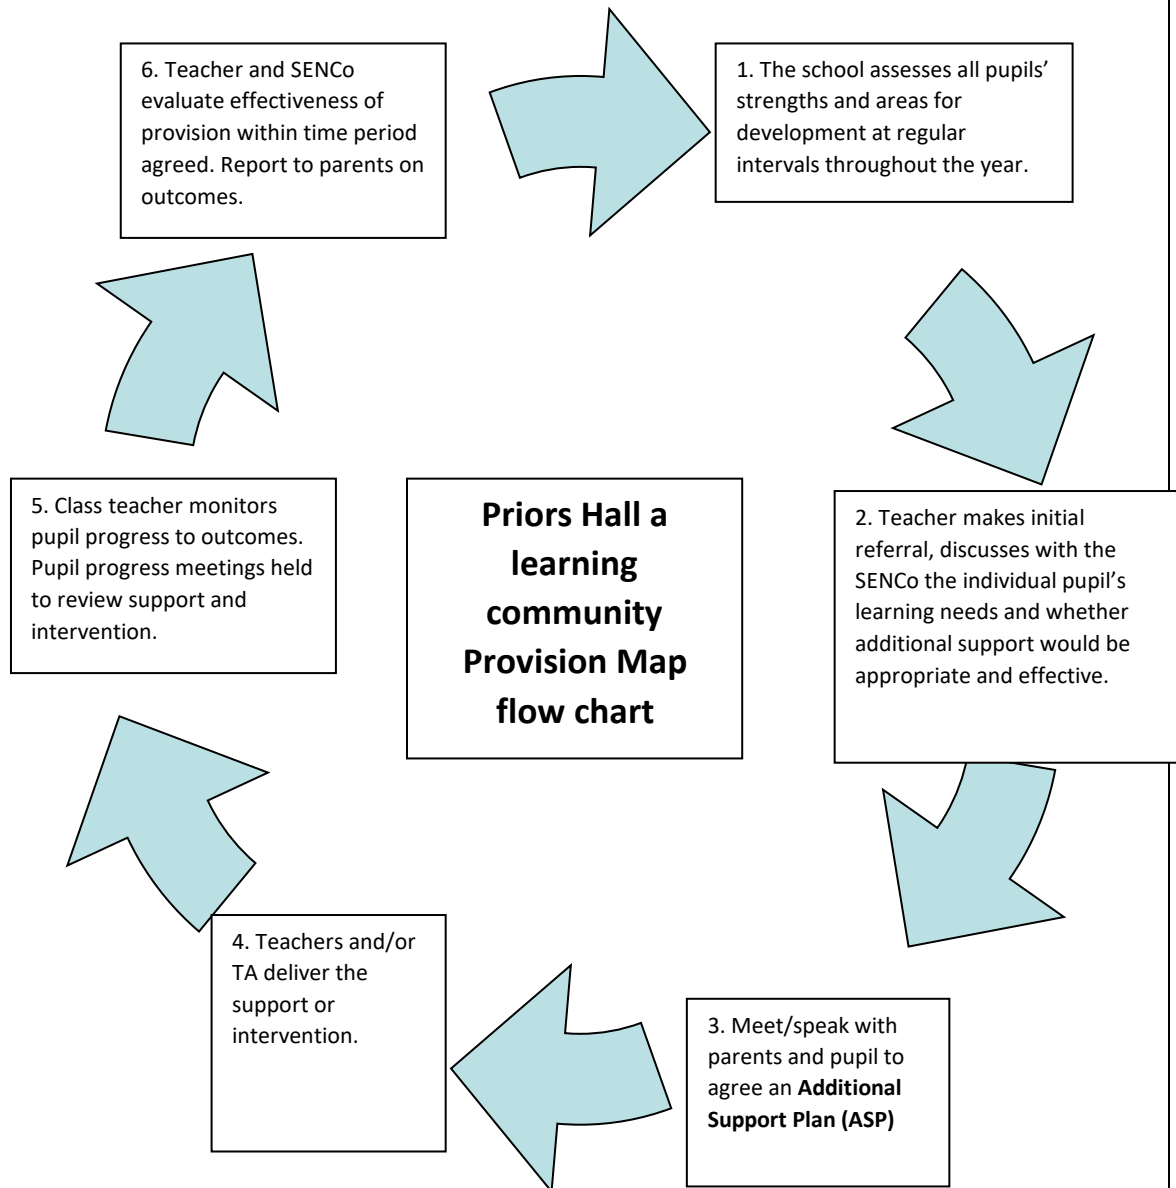 6. Teacher and SENCo
evaluate effectiveness of
provision within time period
agreed. Report to parents on
outcomes.
1. The school assesses all pupils’
strengths and areas for
development at regular
intervals throughout the year.
5. Class teacher monitors
pupil progress to outcomes.
Pupil progress meetings held
to review support and
intervention.
Priors Hall a
learning
community
Provision Map
flow chart
2. Teacher makes initial
referral, discusses with the
SENCo the individual pupil’s
learning needs and whether
additional support would be
appropriate and effective.
4. Teachers and/or
TA deliver the
support or
intervention.
3. Meet/speak with
parents and pupil to
agree an Additional
Support Plan (ASP)